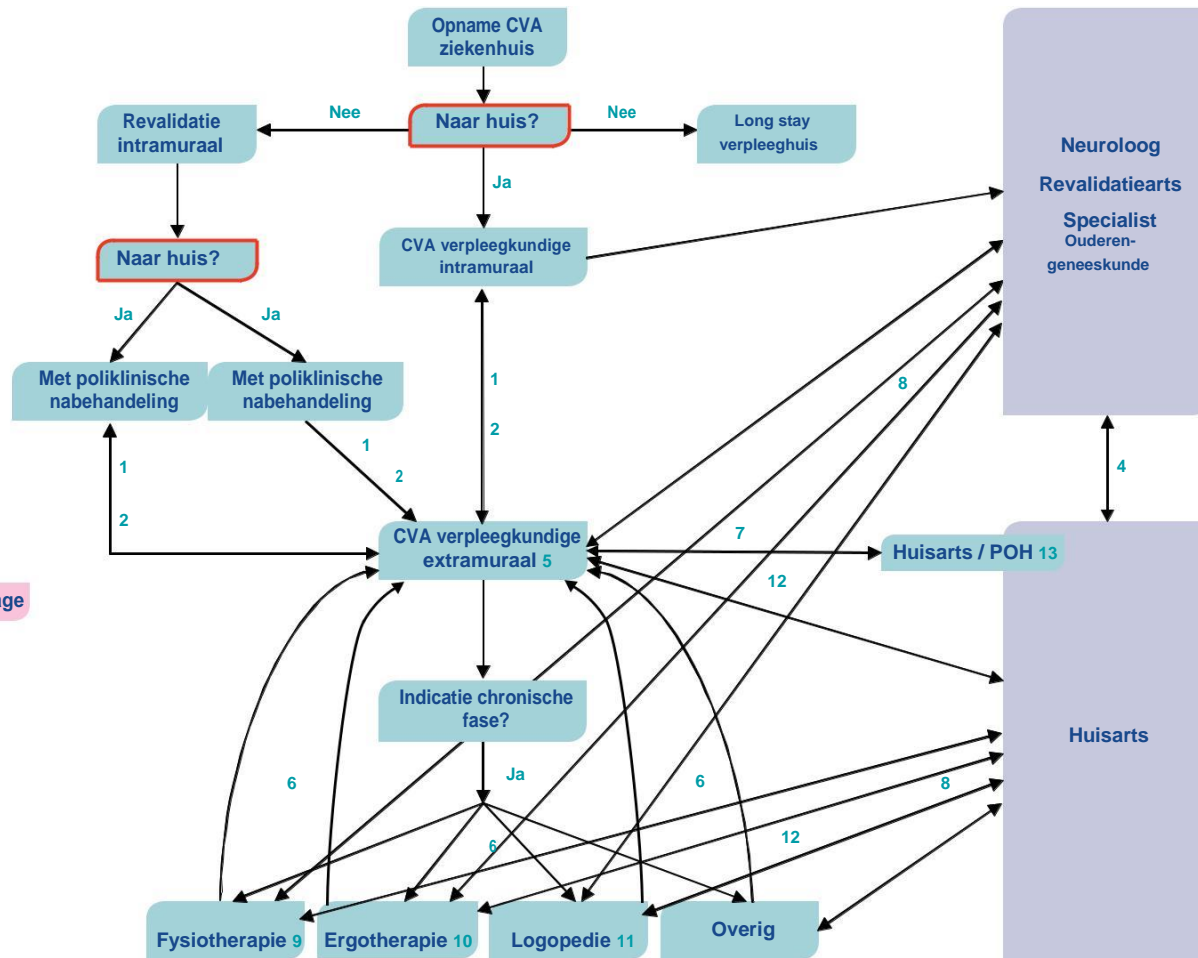 Opname CVA
ziekenhuis
Nee
Nee
Revalidatie
intramuraal
Naar huis?
Long stay
verpleeghuis
Neuroloog
Revalidatiearts
Specialist
Ouderen-
geneeskunde
Ja
Naar huis?
CVA verpleegkundige
intramuraal
Ja
Ja
Met poliklinische
nabehandeling
Met poliklinische
nabehandeling
1
8
2
1
2
1
2
4
CVA verpleegkundige
extramuraal 5
7
Huisarts / POH 13
12
Indicatie chronische
fase?
Huisarts
Ja
6
6
8
6
12
Fysiotherapie 9
Ergotherapie 10
Logopedie 11
Overig